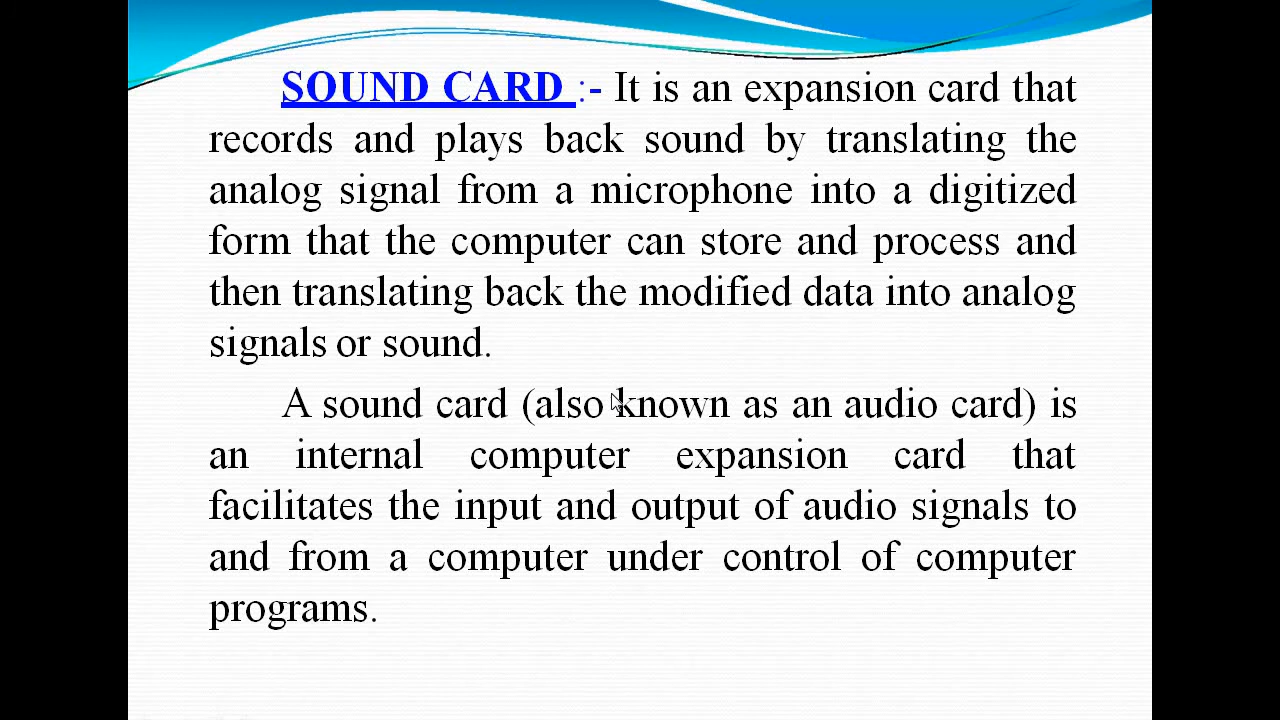 SOUND CARD :- It is an expansion card that
records and plays back sound by translating the
analog signal from a microphone into a digitized
form that the computer can store and process and
then translating back the modified data into analog
signals or sound.
A sound card (also known as an audio card) is
an internal computer expansion card that
facilitates the input and output of audio signals to
and from a computer under control of computer
programs.